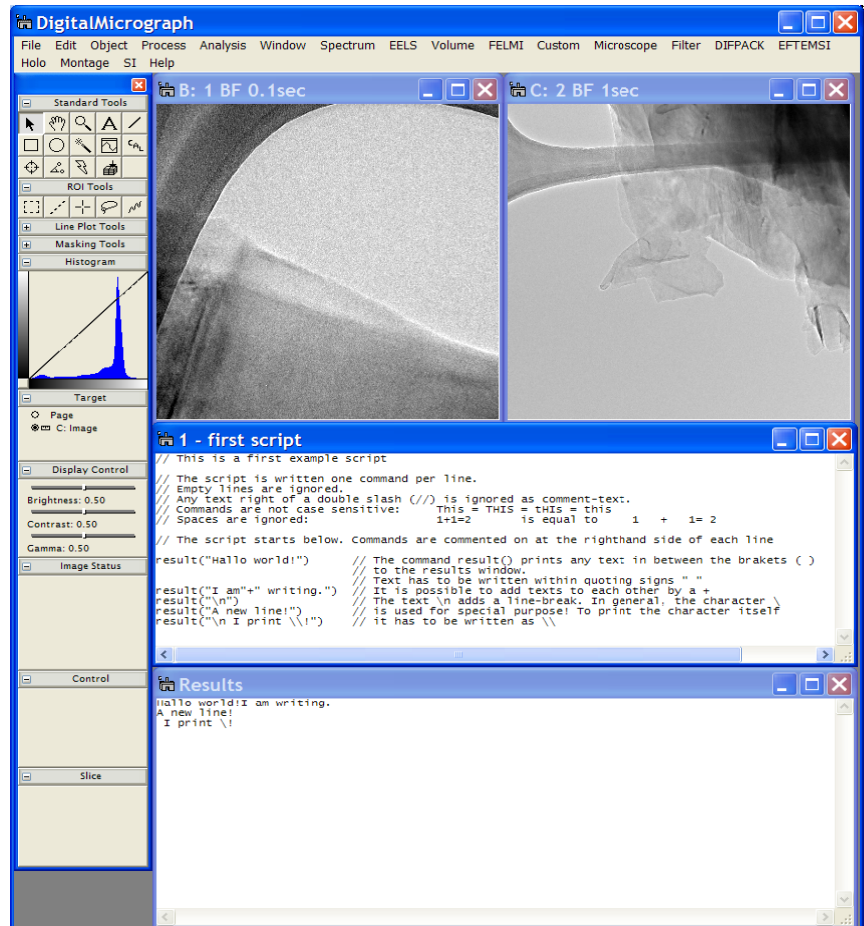 DigitalMicrograph
File Edit Object Process Analysis Window Spectrum EELS Volume FELMI Custom Microscope Filter DIFPACK EFTEMSI
Holo Montage SI Help
Standard Tools
A
CAL
ROI Tools
Line Plot Tools
Masking Tools
Histogram
Target
Page
C: Image
Display Control
Brightness: 0.50
Contrast: 0.50
Gamma: 0.50
Image Status
Control
Slice
B: 1 BF 0.1sec
C: 2 BF 1sec
1 - first script
// This is a first example script
// The script is written one command per line.
// Empty lines are ignored.
// Any text right of a double slash (//) is ignored as comment-text.
// Commands are not case sensitive: This = THIS = tHIs = this
// Spaces are ignored: 1+1=2 is equal to 1 + 1= 2
// The script starts below. Commands are commented on at the righthand side of each line
result("Hallo world!") // The command result() prints any text in between the brakets ( )
// to the results window.
// Text has to be written within quoting signs " "
result("I am"+" writing.") // It is possible to add texts to each other by a +
result("\n") // The text \n adds a line-break. In general, the character \
result("A new line!") // is used for special purpose! To print the character itself
result("\n I print \\!") // it has to be written as \\
Results
Hallo world!I am writing.
A new line!
I print \!